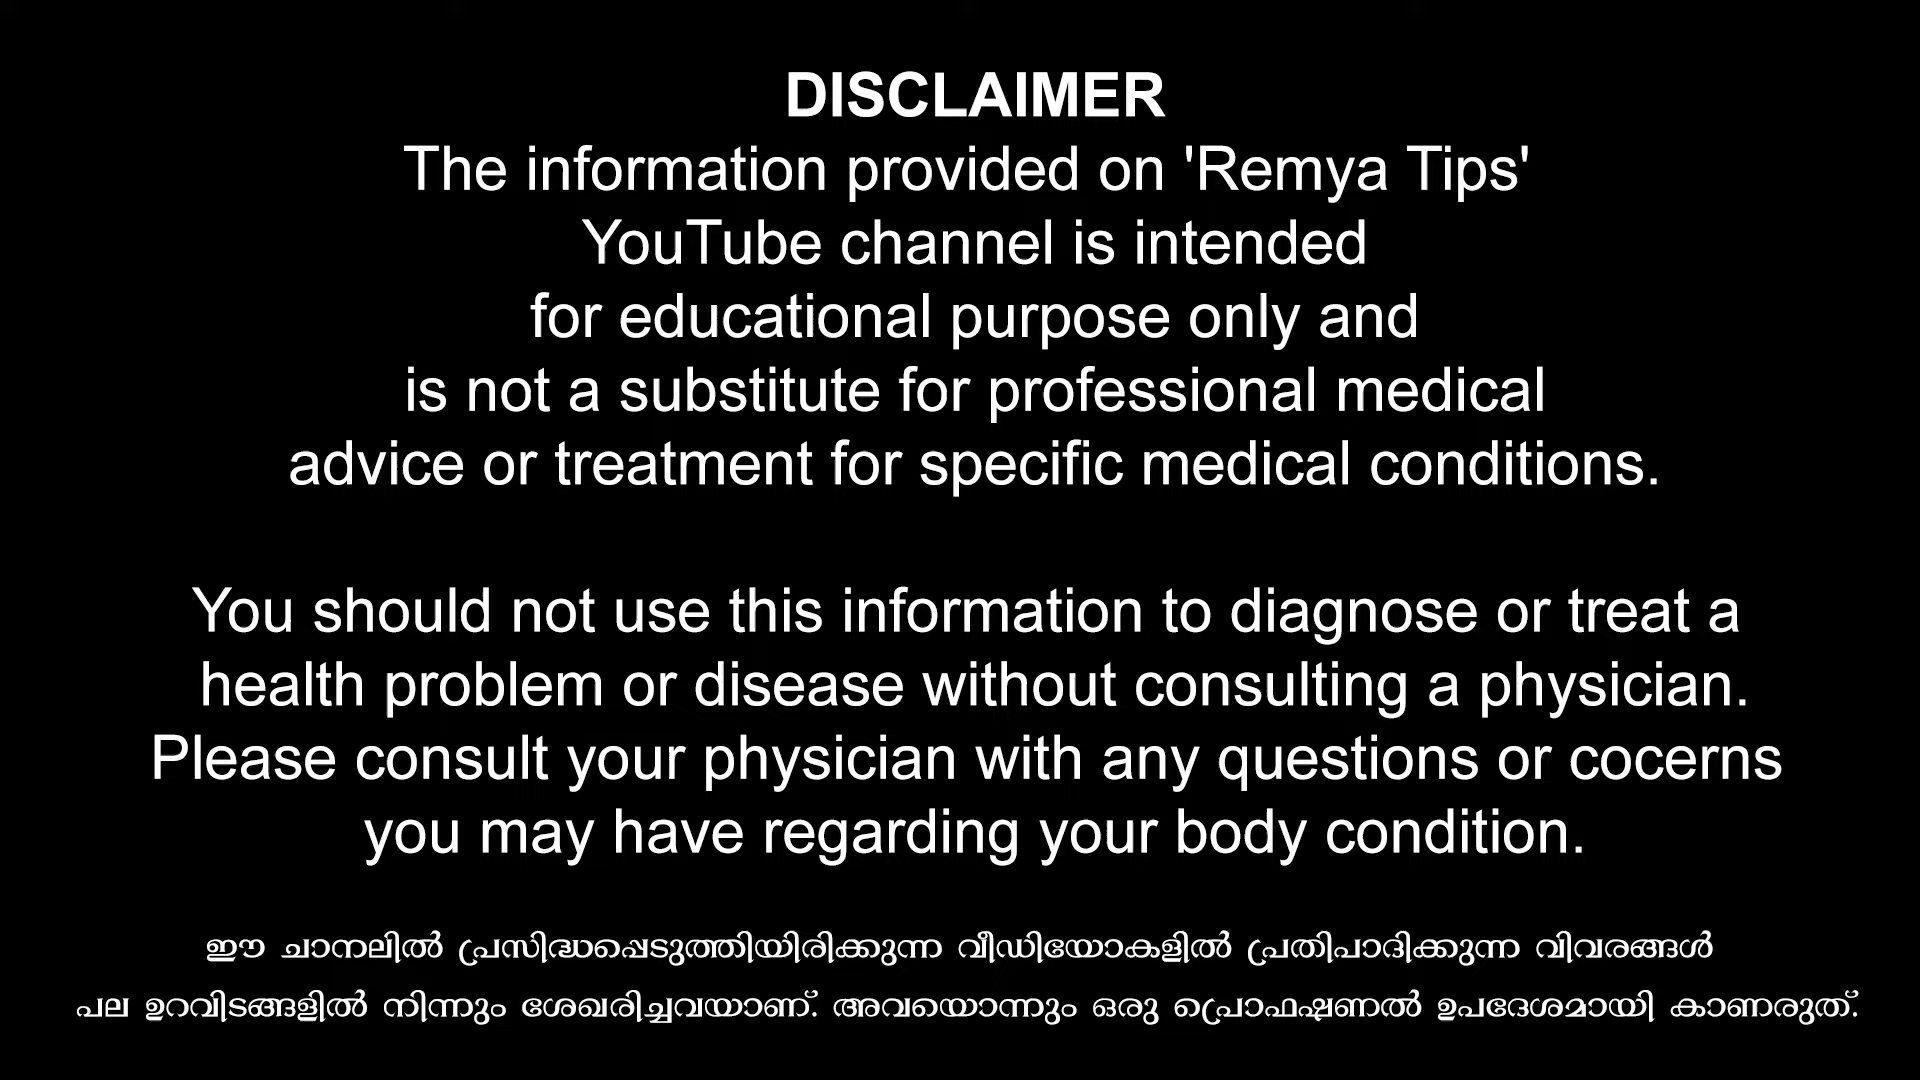 DISCLAIMER
The information provided on 'Remya Tips'
YouTube channel is intended
for educational purpose only and
is not a substitute for professional medical
advice or treatment for specific medical conditions.
You should not use this information to diagnose or treat a
health problem or disease without consulting a physician.
Please consult your physician with any questions or cocerns
you may have regarding your body condition.
ഈ ചാനലിൽ പ്രസിദ്ധപ്പെടുത്തിയിരിക്കുന്ന വീഡിയോകളിൽ പ്രതിപാദിക്കുന്ന വിവരങ്ങൾ
പല ഉറവിടങ്ങളിൽ നിന്നും ശേഖരിച്ചവയാണ്. അവയൊന്നും ഒരു പ്രൊഫഷണൽ ഉപദേശമായി കാണരുത്.